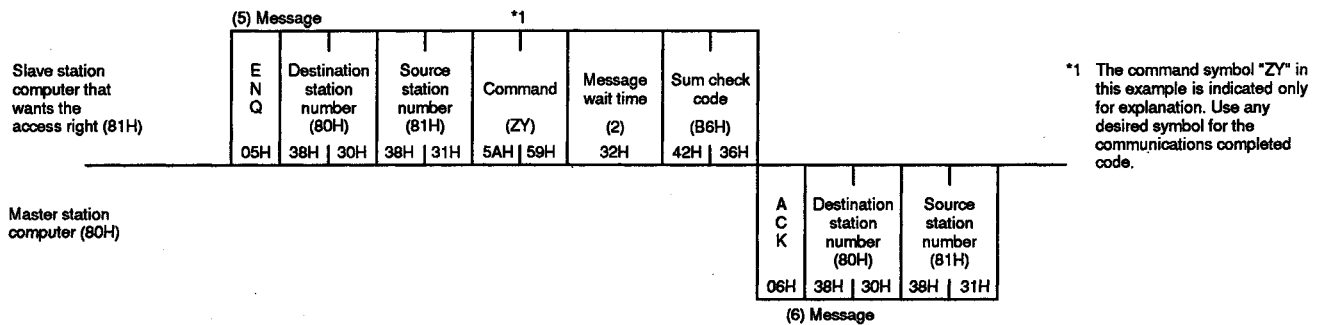 (5) Message *1
Slave station
computer that
wants the
access right (81H)
E
N
Q
05H
Destination
station
number
(80H)
38H 30H
Source
station
number
(81H)
38H 31H
Command
(ZY)
5AH 59H
Message
wait time
(2)
32H
Sum check
code
(B6H)
42H 36H
*1 The command symbol "ZY" in
this example is indicated only
for explanation. Use any
desired symbol for the
communications completed
code.
Master station
computer (80H)
A
C
K
06H
Destination
station
number
(80H)
38H 30H
Source
station
number
(81H)
38H 31H
(6) Message